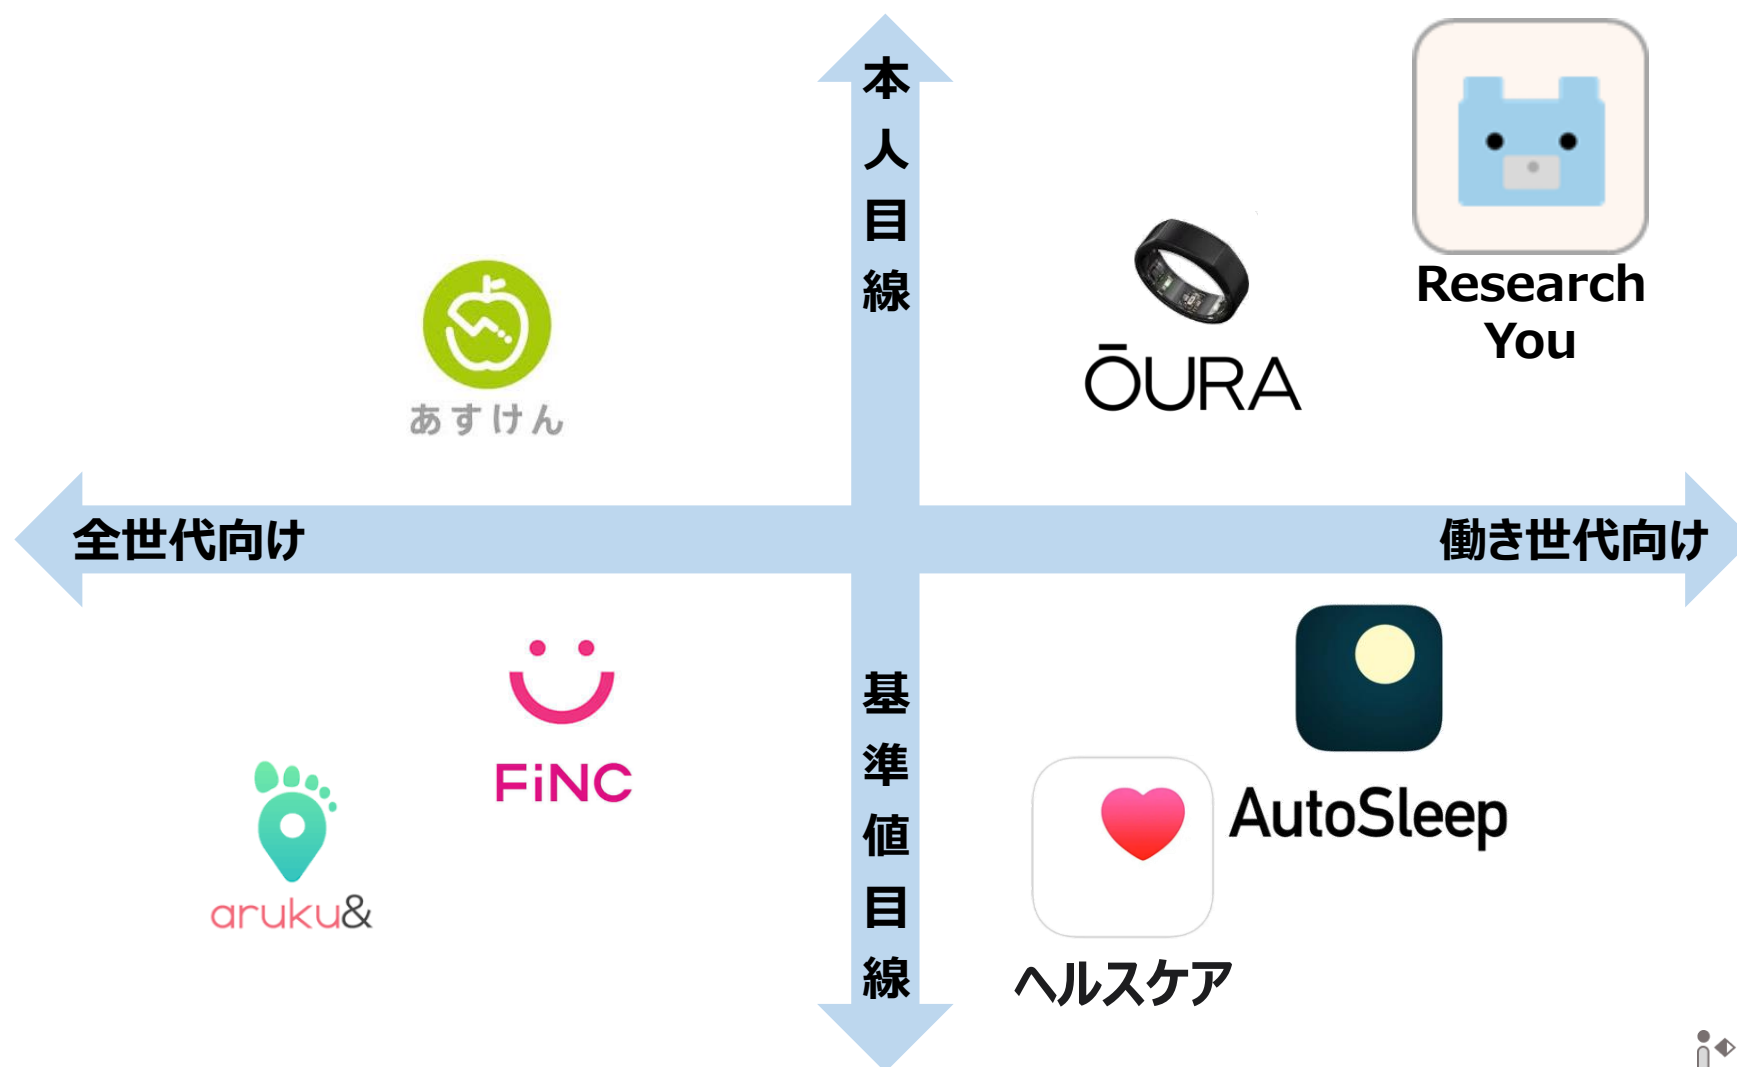 本人目線
Research
You
ŌURA
あすけん
全世代向け
働き世代向け
基準値目線
FiNC
AutoSleep
aruku&
ヘルスケア